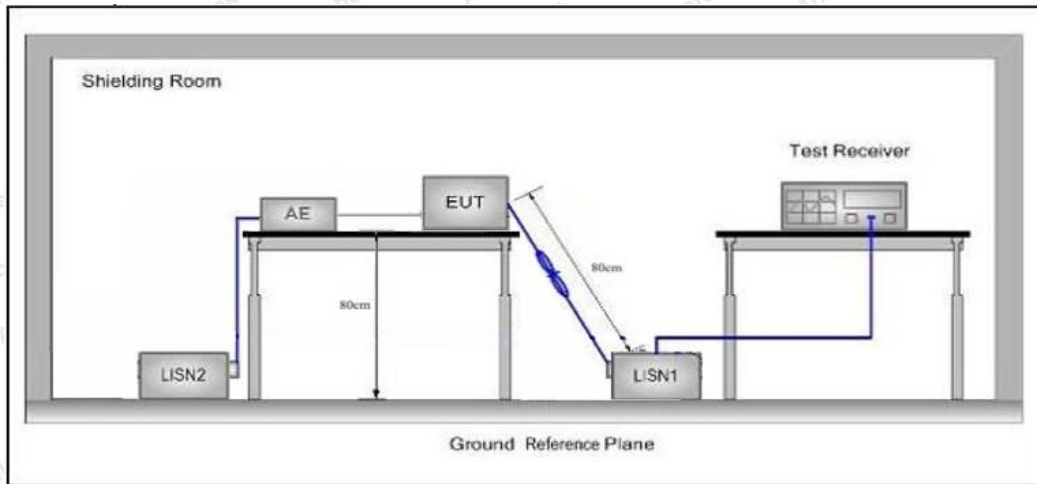 Shielding Room
Test Receiver
EUT
AE
80cm
80cm
LISN2
LISN1
Ground Reference Plane